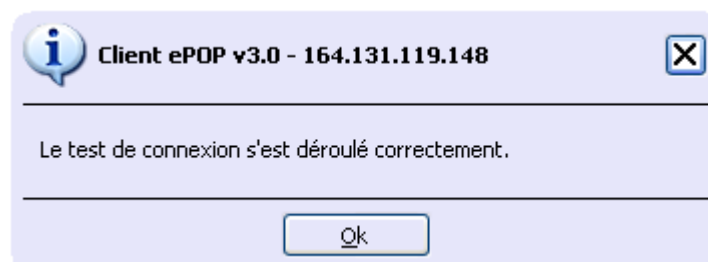 Client ePOP v3.0 - 164.131.119.148
Le test de connexion s'est déroulé correctement.
Ok